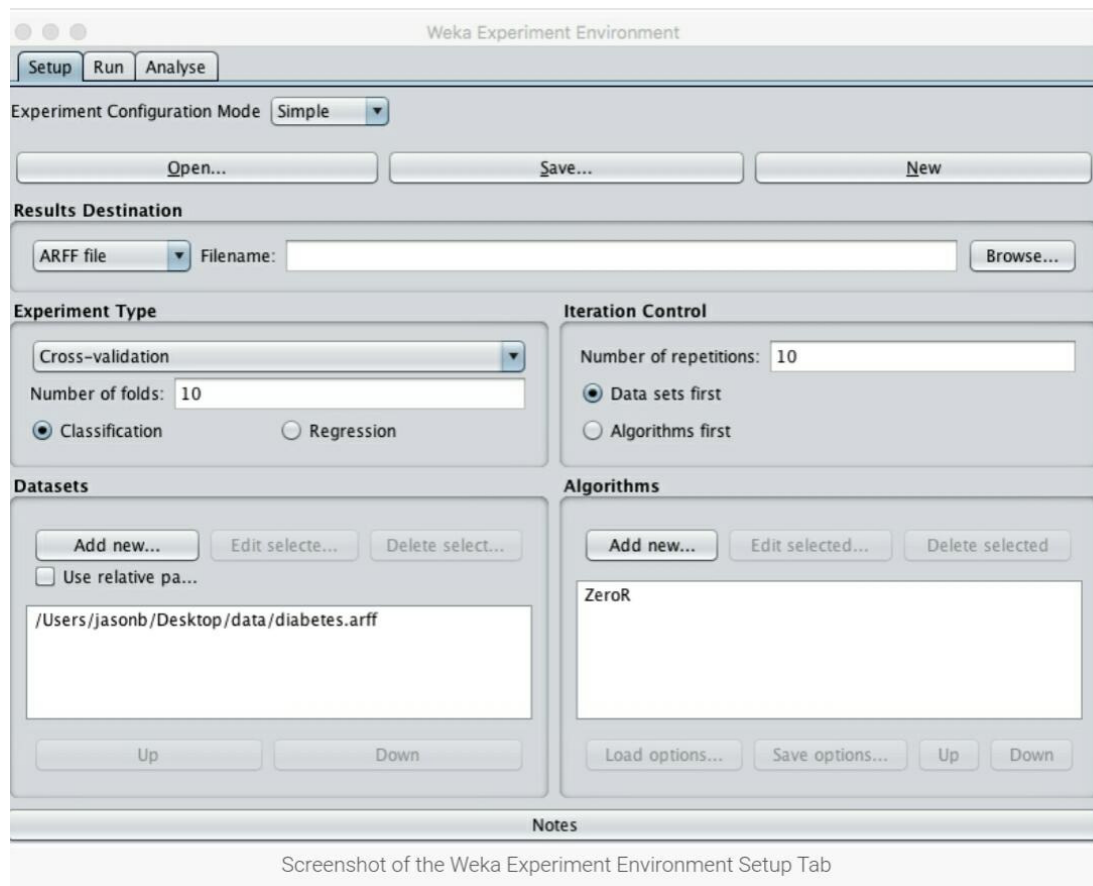 Weka Experiment Environment
Setup Run Analyse
Experiment Configuration Mode Simple
Open... Save... New
Results Destination
ARFF file Filename: Browse...
Experiment Type Iteration Control
Cross-validation Number of repetitions: 10
Number of folds: 10 Data sets first
Classification Regression Algorithms first
Datasets Algorithms
Add new... Edit selecte... Delete select... Add new... Edit selected... Delete selected
Use relative pa...
ZeroR
/Users/jasonb/Desktop/data/diabetes.arff
Up Down Load options... Save options... Up Down
Notes
Screenshot of the Weka Experiment Environment Setup Tab